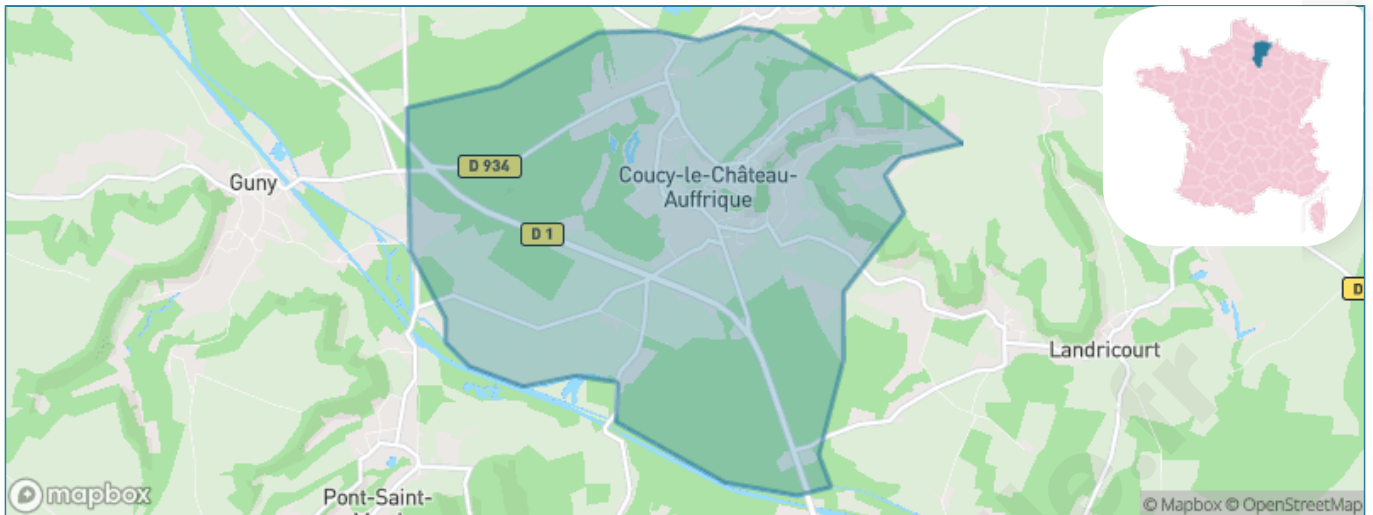 D 934
Guny
Coucy-le-Château-
Auffrique
D 1
D
Landricourt
Pont-Saint-
mapbox
© Mapbox © OpenStreetMap